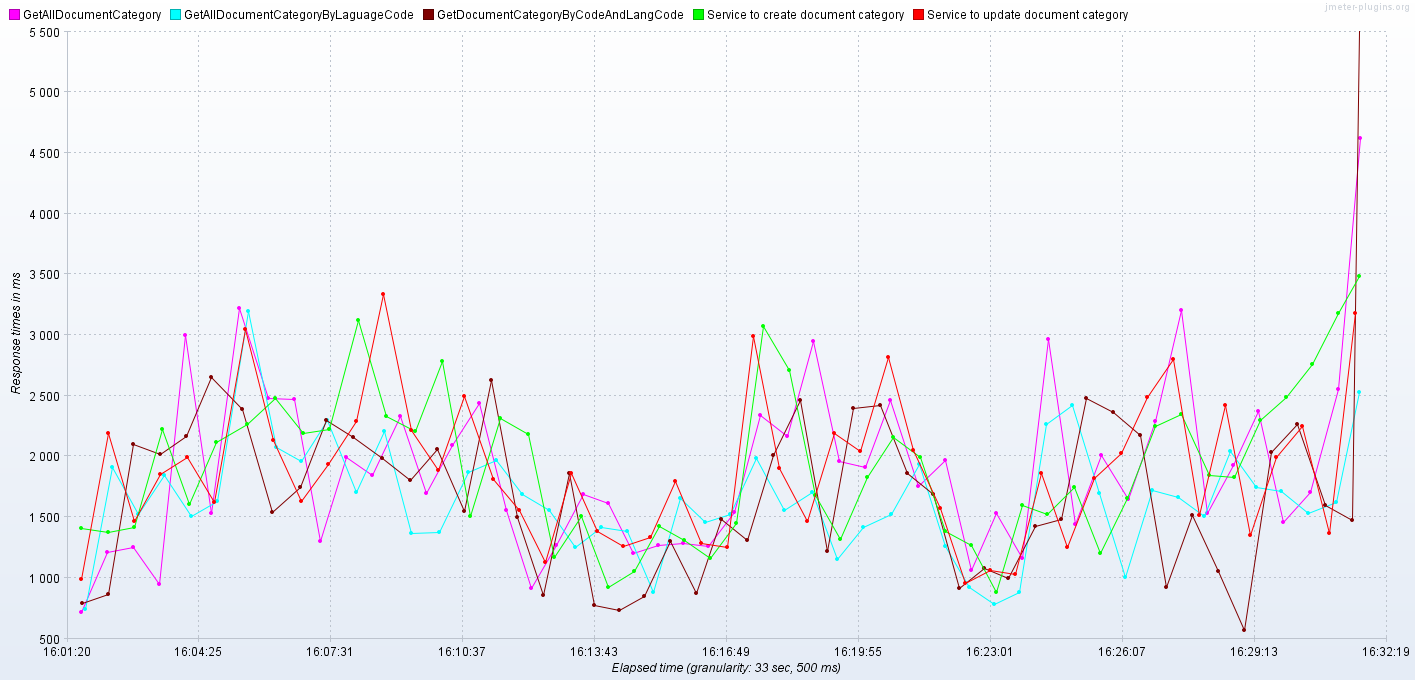 jmeter-plugins.org
GetAllDocumentCategory GetAllDocumentCategoryByLaguageCode GetDocumentCategoryByCodeAndLangCode Service to create document category Service to update document category
5 500
5 000
4 500
4 000
3 500
3 000
2 500
2 000
1 500
1 000
500
Response times in ms
16:01:20 16:04:25 16:07:31 16:10:37 16:13:43 16:16:49 16:19:55 16:23:01 16:26:07 16:29:13 16:32:19
Elapsed time (granularity: 33 sec, 500 ms)